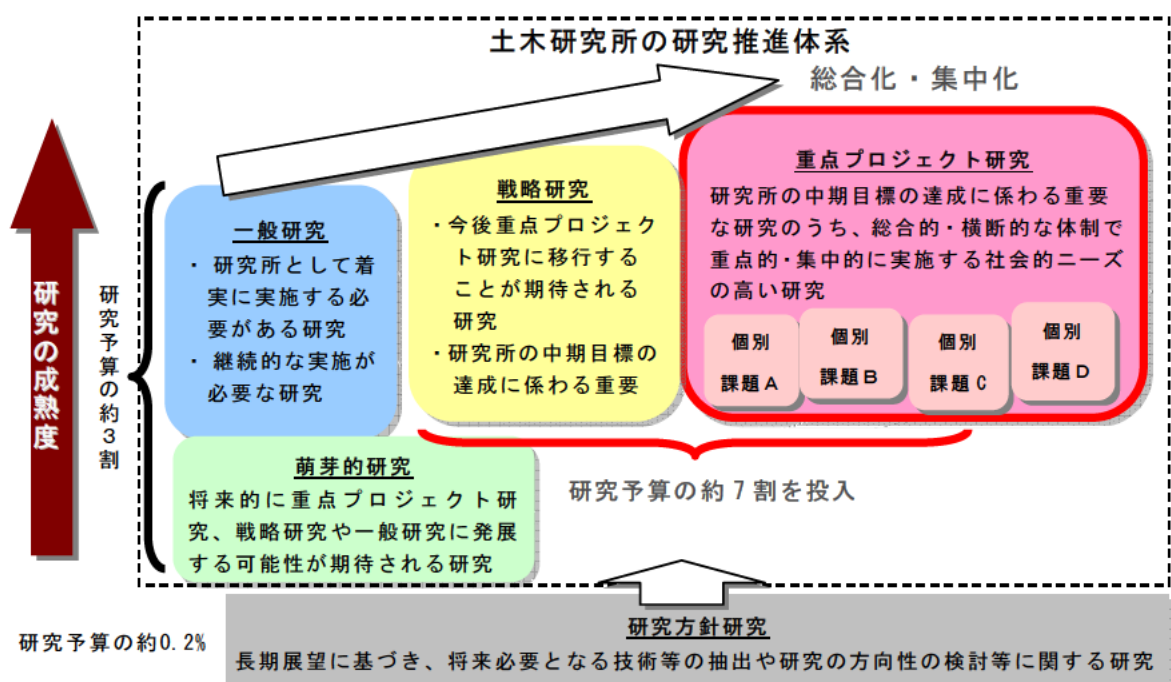 土木研究所の研究推進体系
総合化・集中化
研究の成熟度
研究予算の約３割
一般研究
・ 研究所として着
実に実施する必
要がある研究
・ 継続的な実施が
必要な研究
戦略研究
・今後重点プロジェク
ト研究に移行する
ことが期待される
研究
・研究所の中期目標の
達成に係わる重要
重点プロジェクト研究
研究所の中期目標の達成に係わる重要
な研究のうち、総合的・横断的な体制で
重点的・集中的に実施する社会的ニーズ
の高い研究
個別
課題Ａ
個別
課題Ｂ
個別
課題Ｃ
個別
課題Ｄ
萌芽的研究
将来的に重点プロジェクト研
究、戦略研究や一般研究に発展
する可能性が期待される研究
研究予算の約７割を投入
研究予算の約0.2%
研究方針研究
長期展望に基づき、将来必要となる技術等の抽出や研究の方向性の検討等に関する研究